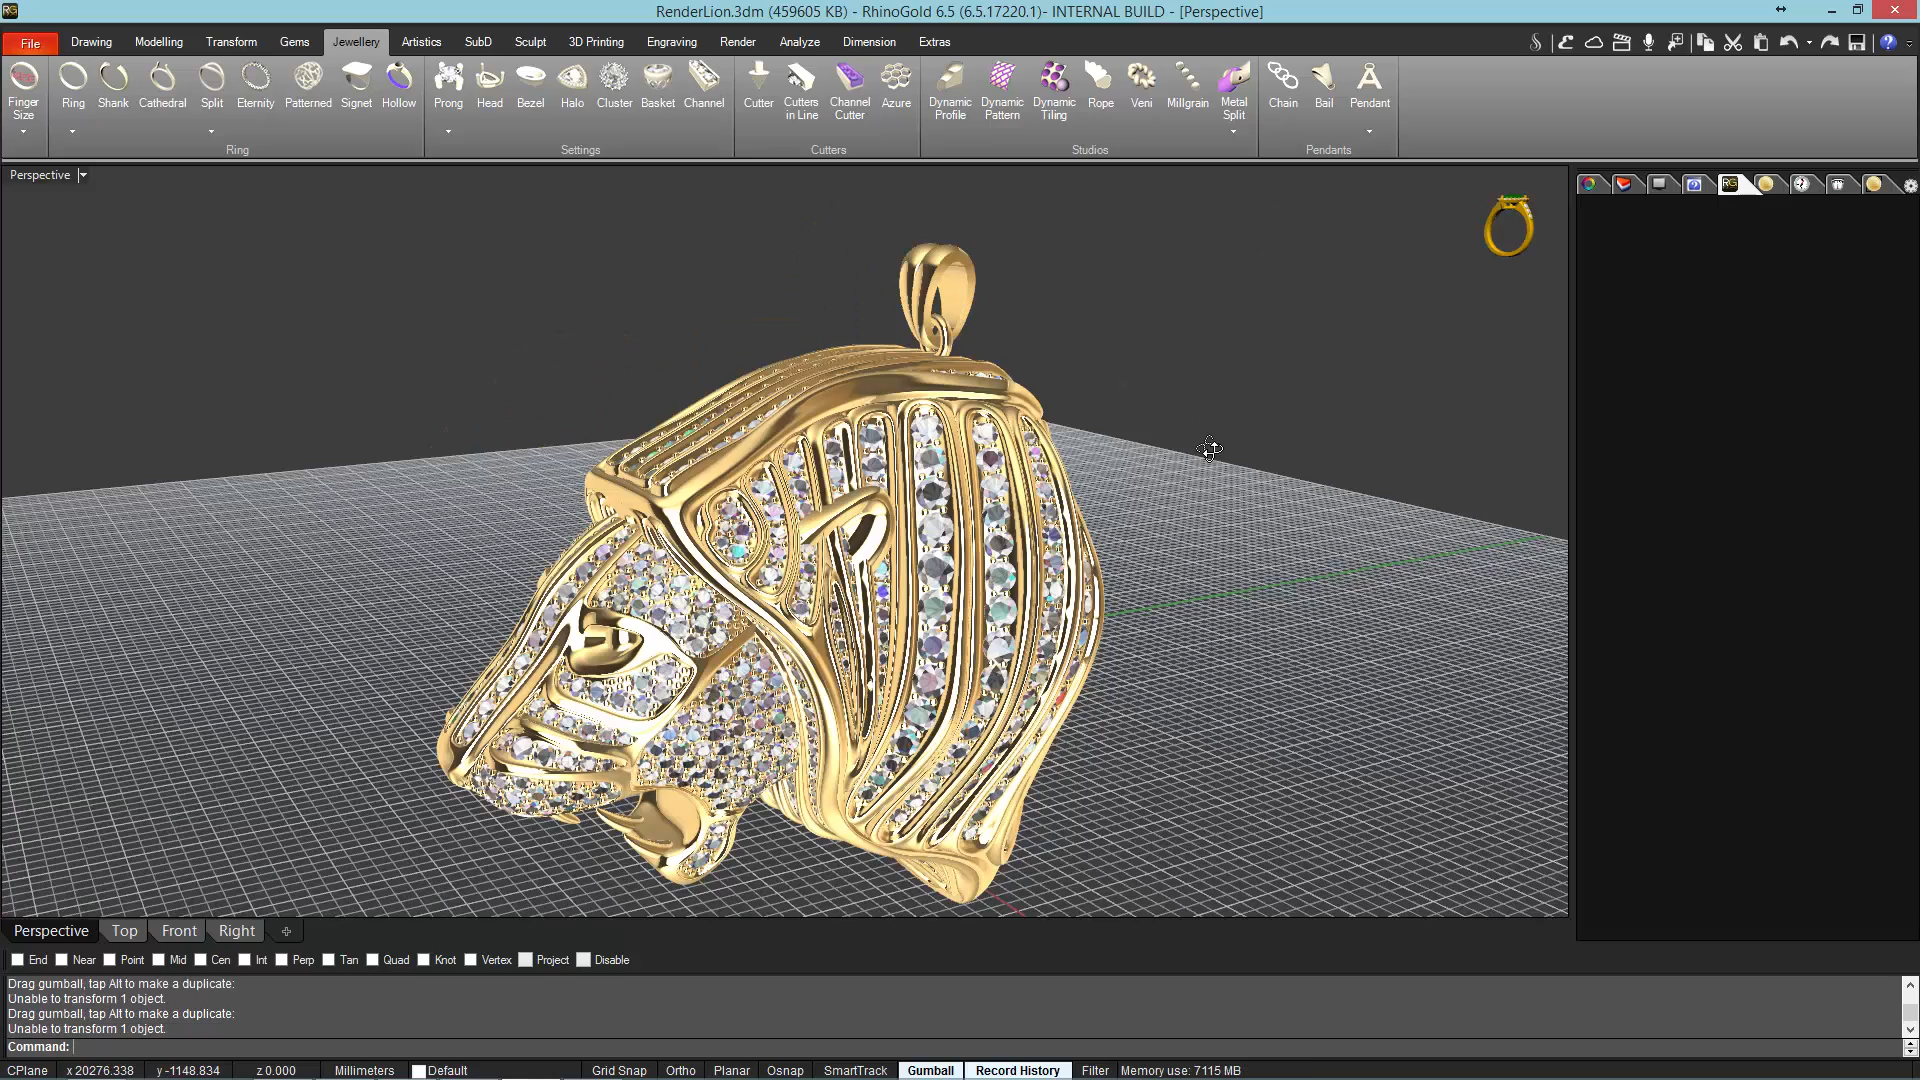 RG RenderLion.3dm (459605 KB) - RhinoGold 6.5 (6.5.17220.1)- INTERNAL BUILD - [Perspective]
File Drawing Modelling Transform Gems Jewellery Artistics SubD Sculpt 3D Printing Engraving Render Analyze Dimension Extras
Finger Size Ring Shank Cathedral Split Eternity Patterned Signet Hollow Prong Head Bezel Halo Cluster Basket Channel Cutter Cutters in Line Channel Cutter Azure Dynamic Profile Dynamic Pattern Dynamic Tiling Rope Veni Millgrain Metal Split Chain Bail Pendant
Ring Settings Cutters Studios Pendants
Perspective
RG
Perspective Top Front Right
End Near Point Mid Cen Int Perp Tan Quad Knot Vertex Project Disable
Drag gumball, tap Alt to make a duplicate:
Unable to transform 1 object.
Drag gumball, tap Alt to make a duplicate:
Unable to transform 1 object.
Command:
CPlane x 20276.338 y -1148.834 z 0.000 Millimeters Default Grid Snap Ortho Planar Osnap SmartTrack Gumball Record History Filter Memory use: 7115 MB